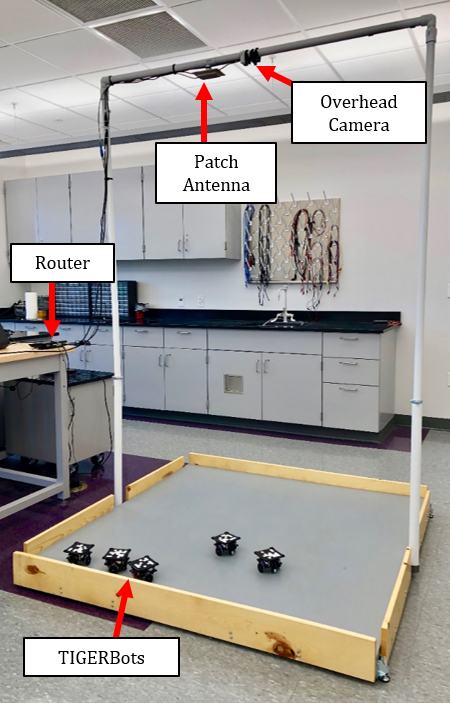 Overhead
Camera
Patch
Antenna
Router
TIGERBots